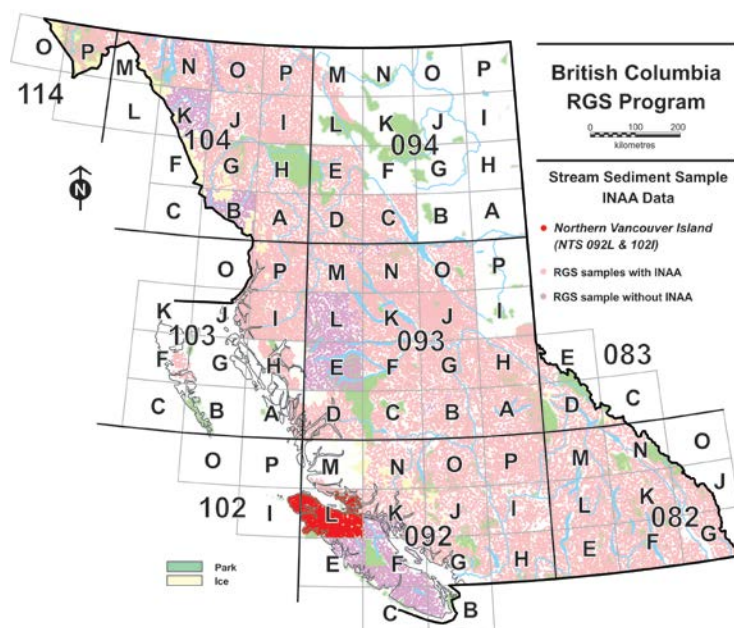 British Columbia
RGS Program
0 100 200
kilometres
Stream Sediment Sample
INAA Data
Northern Vancouver Island
(NTS 092L & 102I)
RGS samples with INAA
RGS sample without INAA
O P M N O P M N O P
114 L K J I L K J I
104 094
F G H E F G H
N
C B A D C B A
O P M N O P
K J I L K J I
103 093
F G H E F G H E 083
C B A D C B A D C
O P M N O P M N O
102 I L K J I L K J
092 082
E F G H E F G
C B
Park
Ice